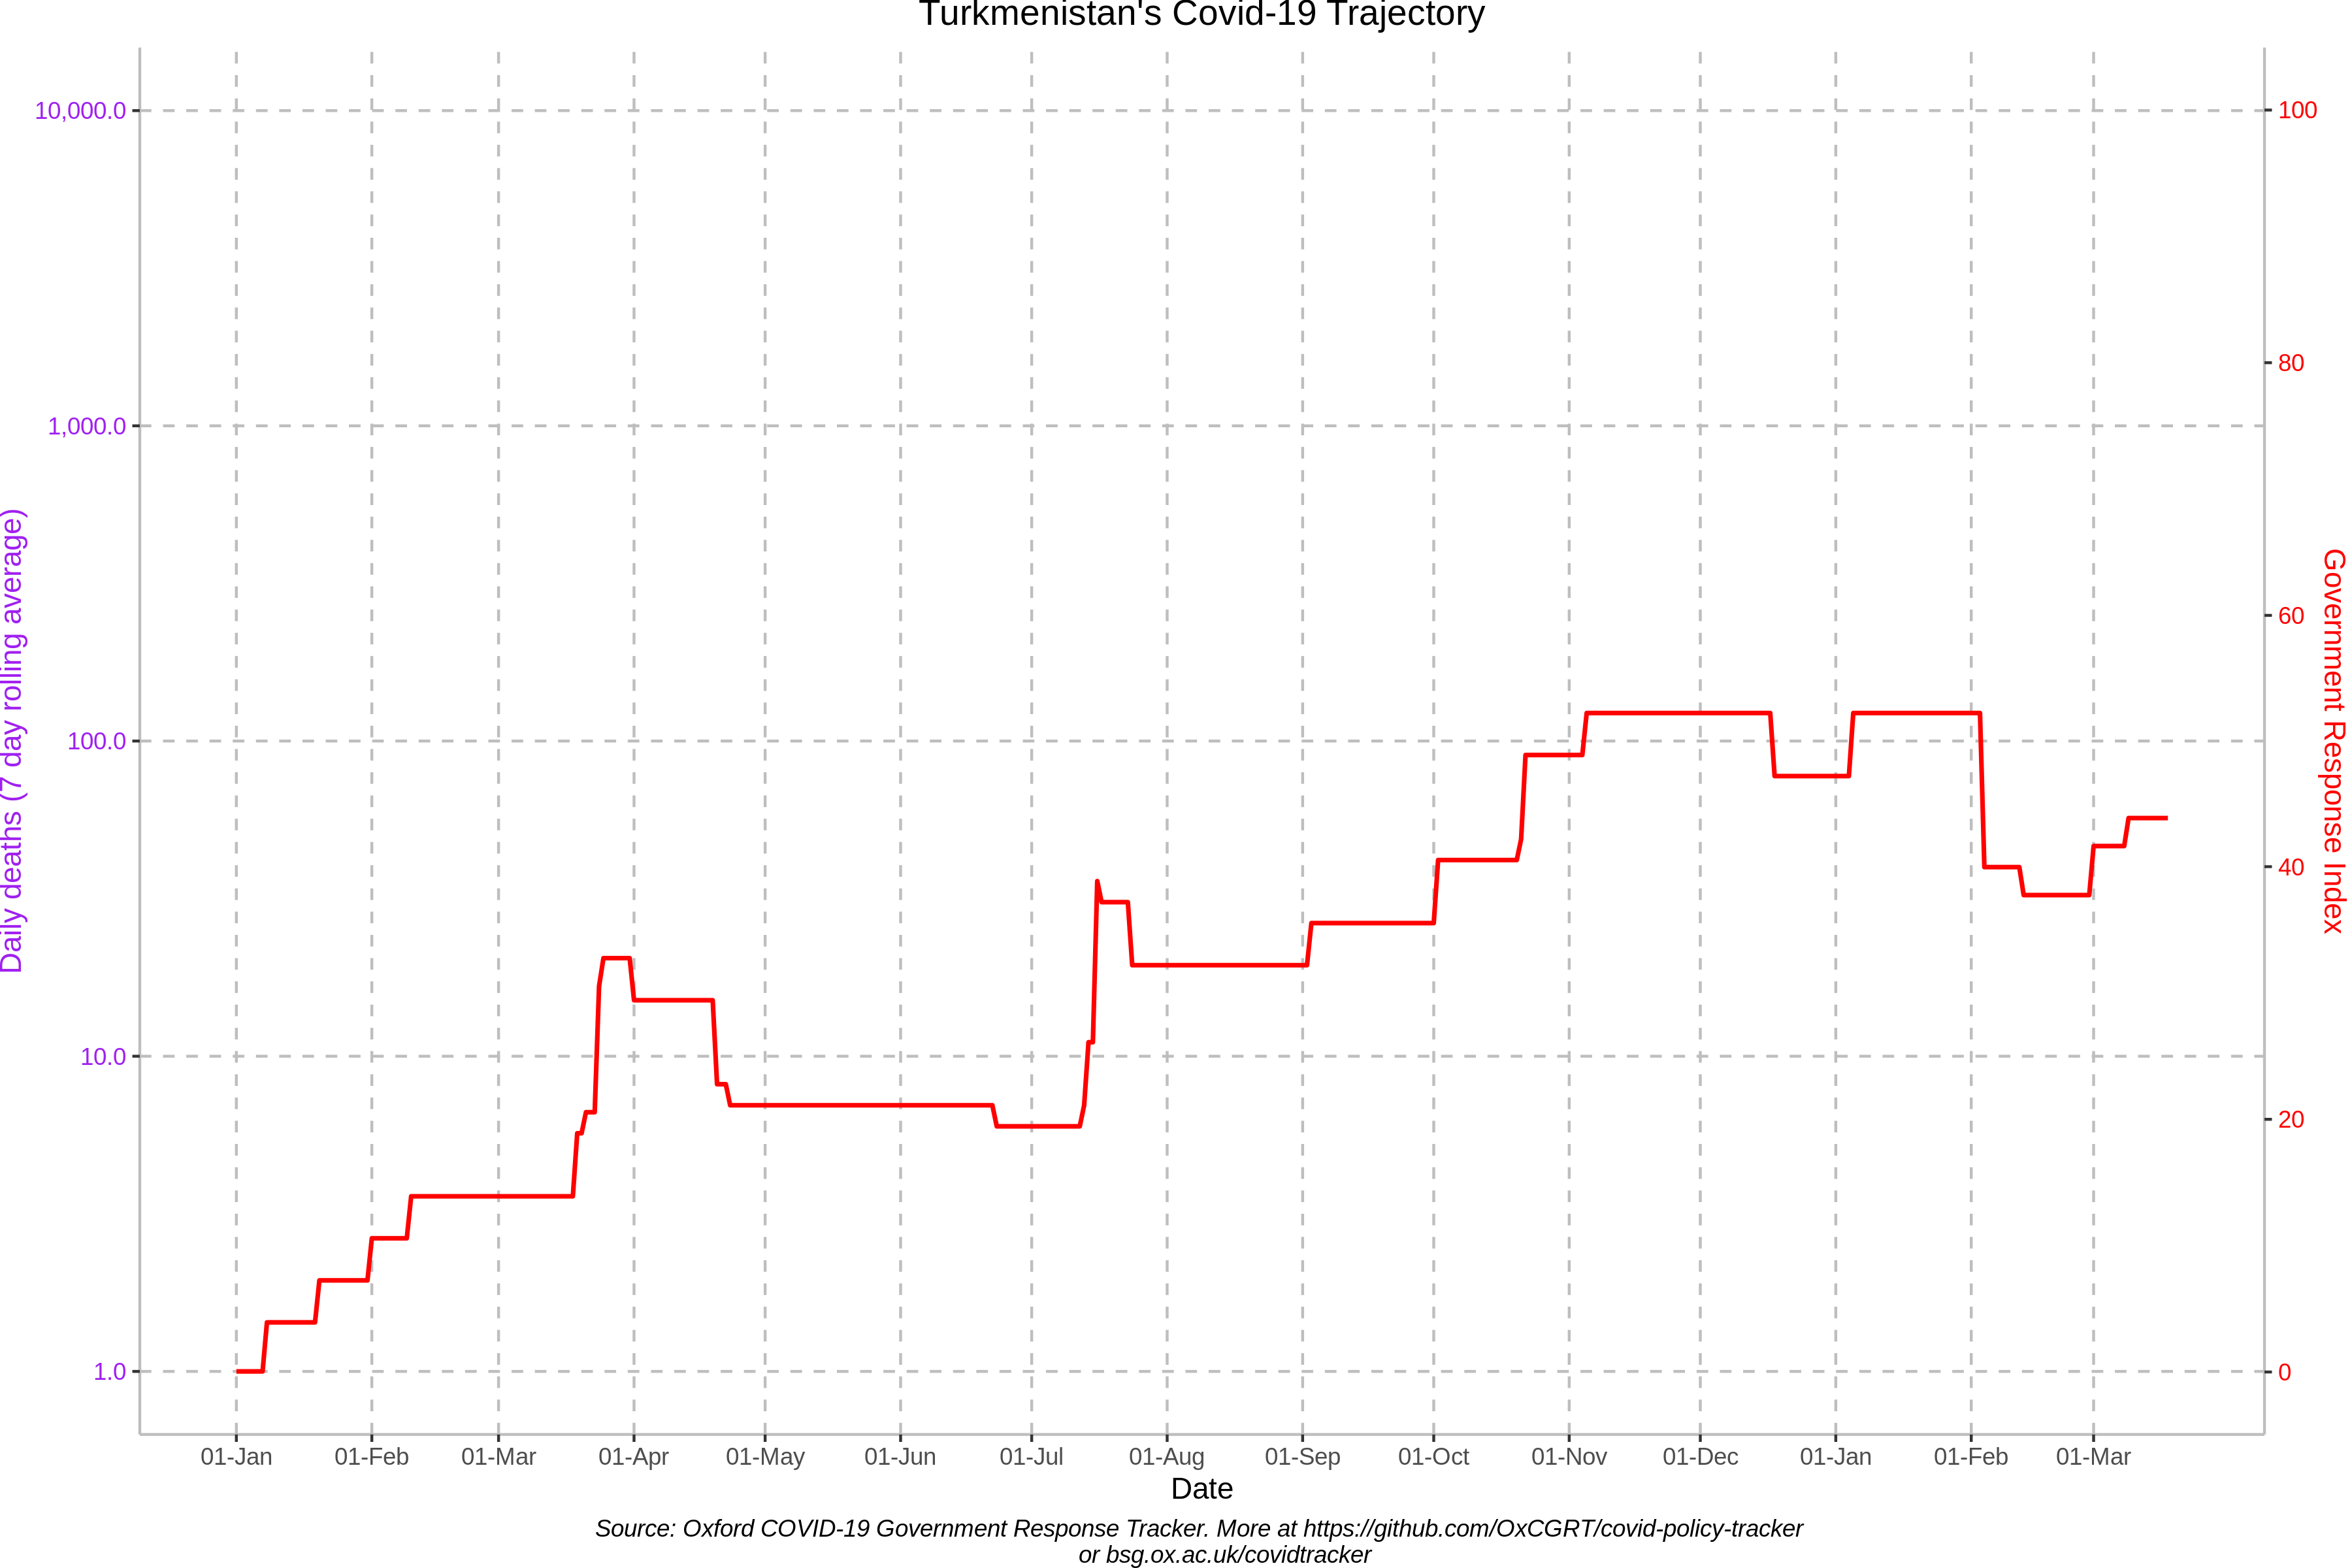 Turkmenistan's Covid-19 Trajectory
10,000.0
1,000.0
100.0
10.0
1.0
Daily deaths (7 day rolling average)
100
80
60
40
20
0
Government Response Index
01-Jan 01-Feb 01-Mar 01-Apr 01-May 01-Jun 01-Jul 01-Aug 01-Sep 01-Oct 01-Nov 01-Dec 01-Jan 01-Feb 01-Mar
Date
Source: Oxford COVID-19 Government Response Tracker. More at https://github.com/OxCGRT/covid-policy-tracker
or bsg.ox.ac.uk/covidtracker